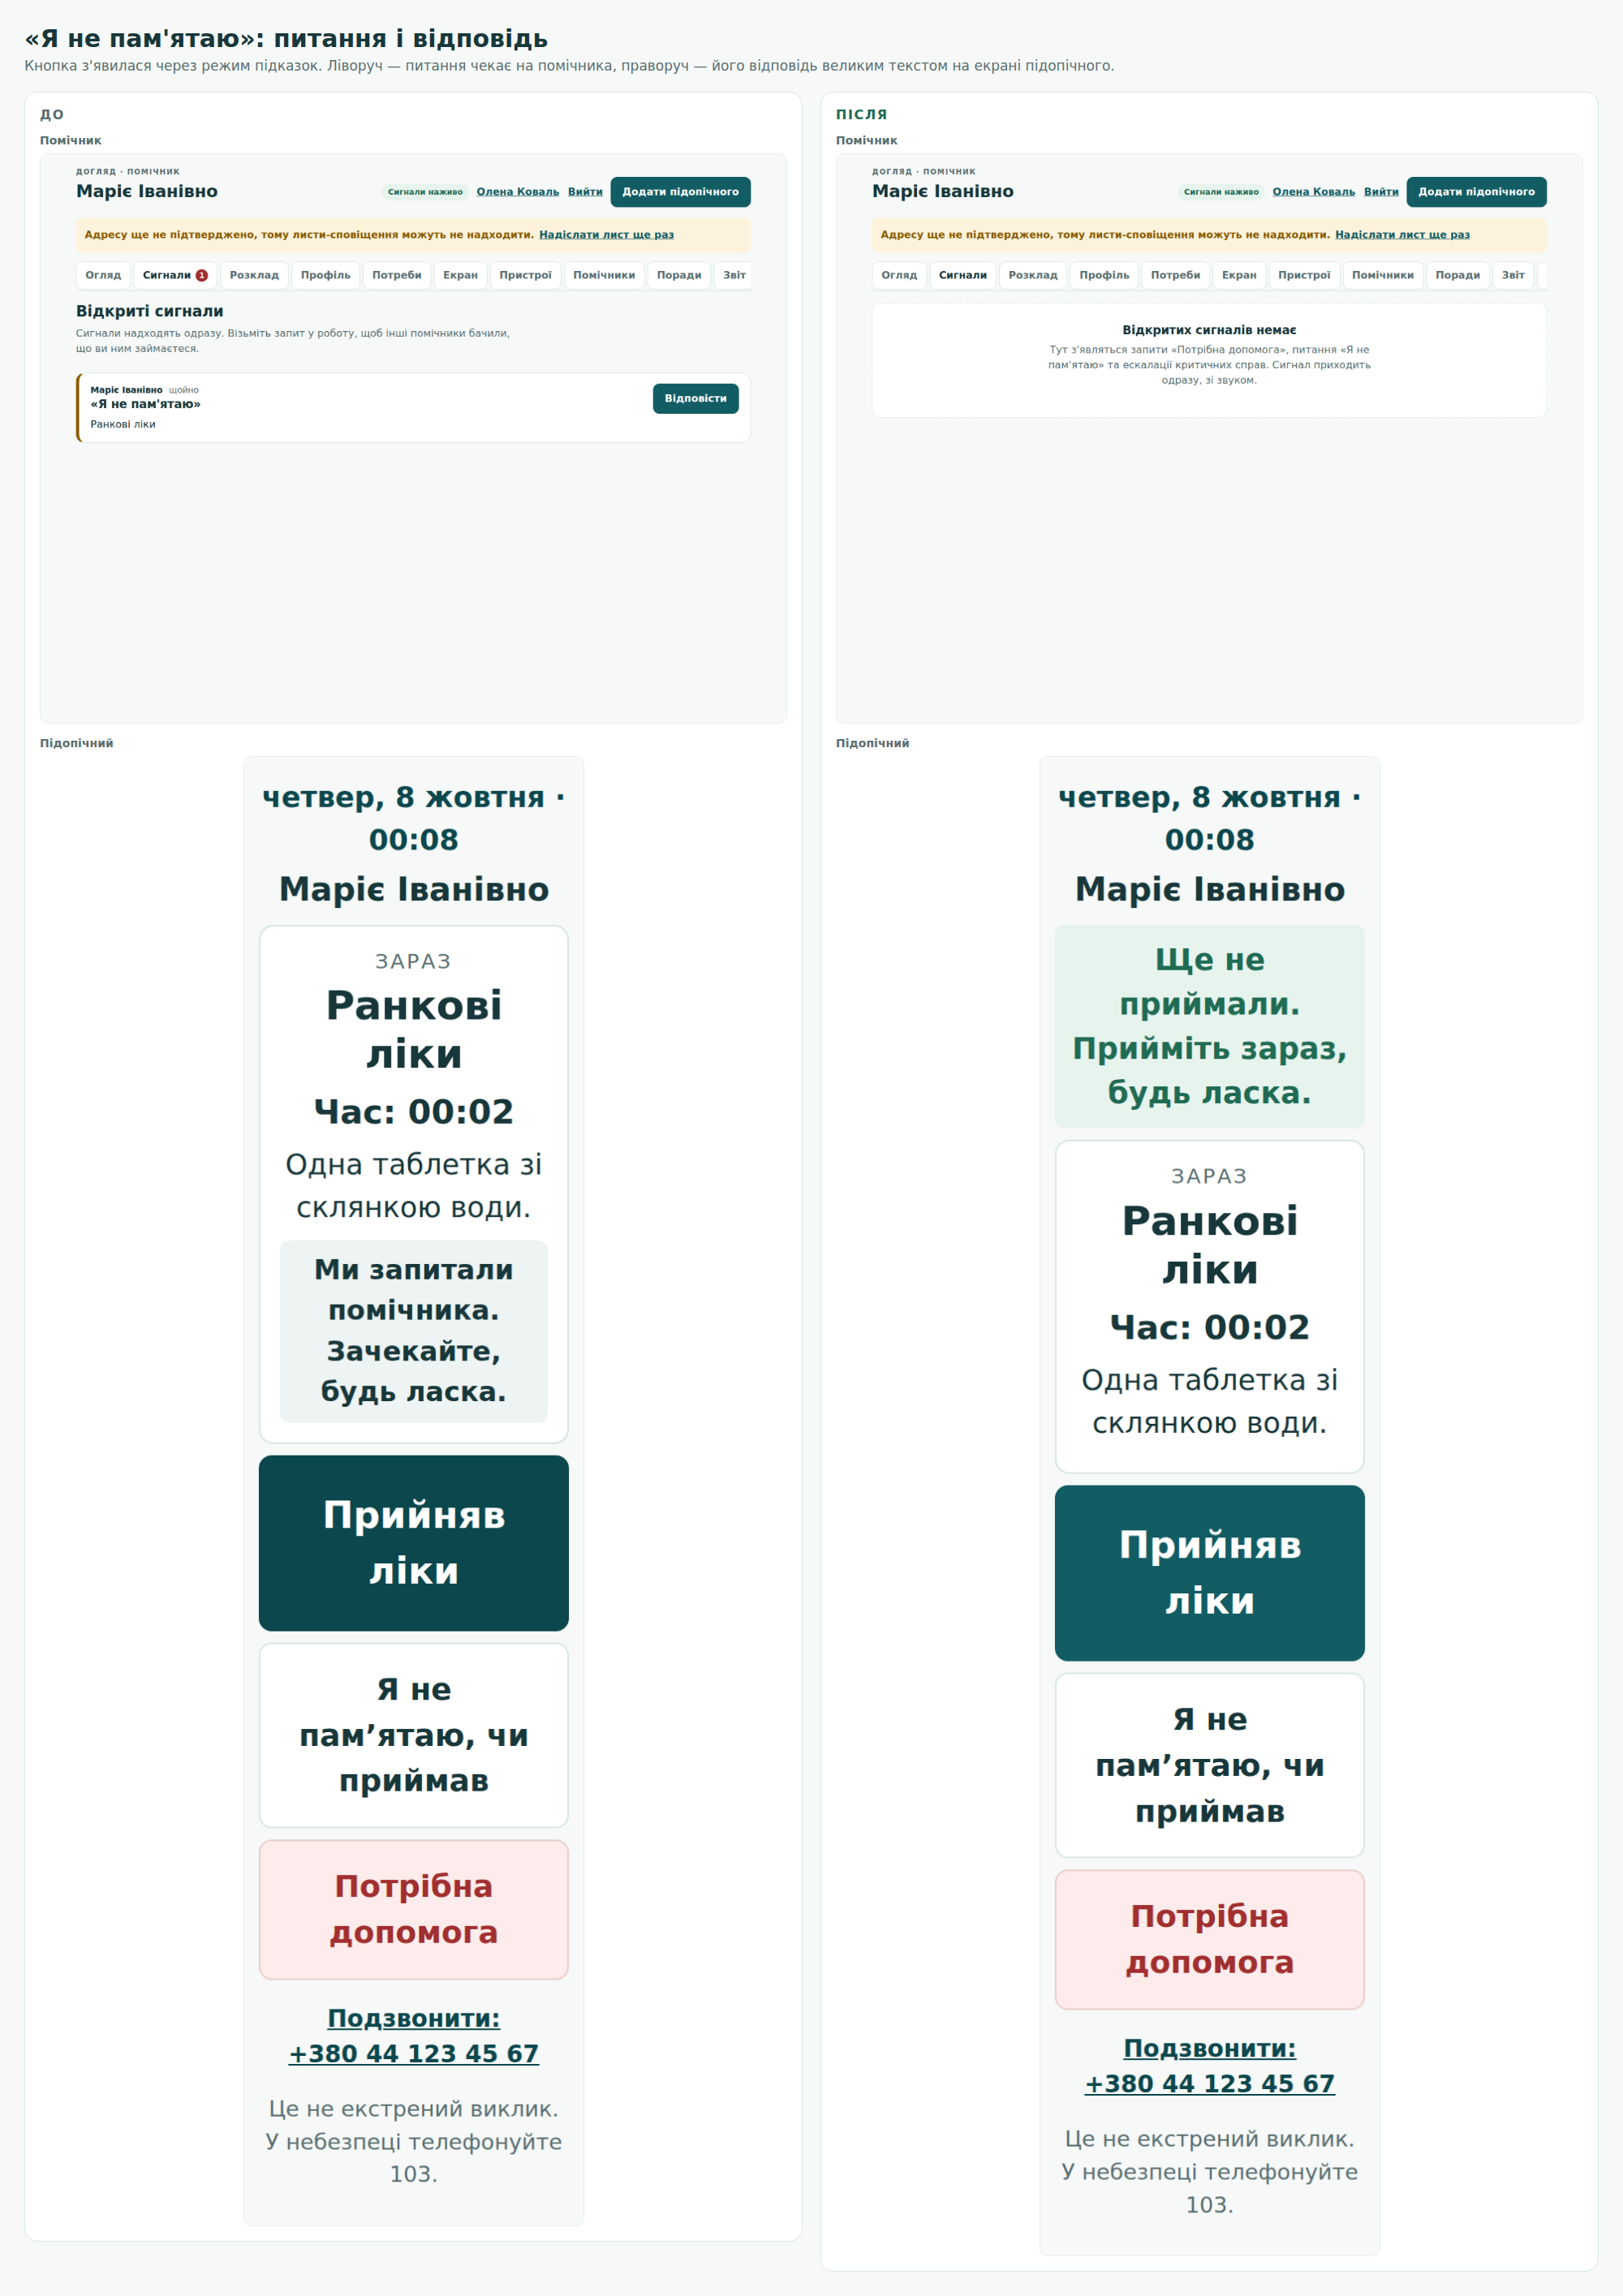 «Я не пам'ятаю»: питання і відповідь
Кнопка з'явилася через режим підказок. Ліворуч — питання чекає на помічника, праворуч — його відповідь великим текстом на екрані підопічного.
ДО
Помічник
ДОГЛЯД · ПОМІЧНИК
Маріє Іванівно
Сигнали наживо Олена Коваль Вийти Додати підопічного
Адресу ще не підтверджено, тому листи-сповіщення можуть не надходити. Надіслати лист ще раз
Огляд Сигнали 1 Розклад Профіль Потреби Екран Пристрої Помічники Поради Звіт
Відкриті сигнали
Сигнали надходять одразу. Візьміть запит у роботу, щоб інші помічники бачили,
що ви ним займаєтеся.
Маріє Іванівно щойно
«Я не пам'ятаю»
Ранкові ліки
Відповісти
Підопічний
четвер, 8 жовтня ·
00:08
Маріє Іванівно
ЗАРАЗ
Ранкові
ліки
Час: 00:02
Одна таблетка зі
склянкою води.
Ми запитали
помічника.
Зачекайте,
будь ласка.
Прийняв
ліки
Я не
пам’ятаю, чи
приймав
Потрібна
допомога
Подзвонити:
+380 44 123 45 67
Це не екстрений виклик.
У небезпеці телефонуйте
103.
ПІСЛЯ
Помічник
ДОГЛЯД · ПОМІЧНИК
Маріє Іванівно
Сигнали наживо Олена Коваль Вийти Додати підопічного
Адресу ще не підтверджено, тому листи-сповіщення можуть не надходити. Надіслати лист ще раз
Огляд Сигнали Розклад Профіль Потреби Екран Пристрої Помічники Поради Звіт
Відкритих сигналів немає
Тут з'являться запити «Потрібна допомога», питання «Я не
пам'ятаю» та ескалації критичних справ. Сигнал приходить
одразу, зі звуком.
Підопічний
четвер, 8 жовтня ·
00:08
Маріє Іванівно
Ще не
приймали.
Прийміть зараз,
будь ласка.
ЗАРАЗ
Ранкові
ліки
Час: 00:02
Одна таблетка зі
склянкою води.
Прийняв
ліки
Я не
пам’ятаю, чи
приймав
Потрібна
допомога
Подзвонити:
+380 44 123 45 67
Це не екстрений виклик.
У небезпеці телефонуйте
103.